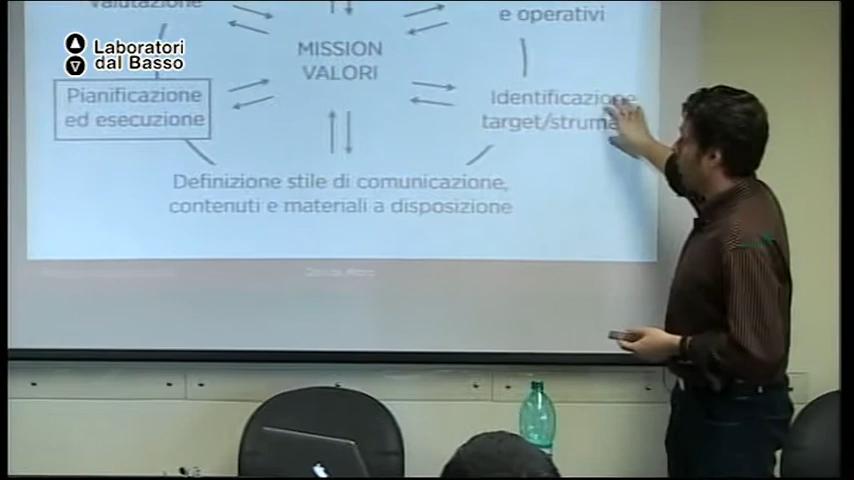 Valutazione
e operativi
Laboratori
dal Basso
MISSION
VALORI
Pianificazione
ed esecuzione
Identificazione
target/strume
Definizione stile di comunicazione,
contenuti e materiali a disposizione